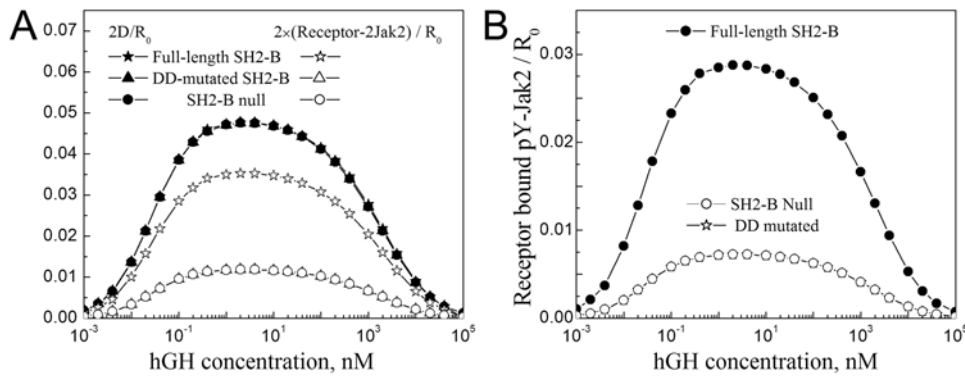 A
2D/R₀ 2×(Receptor-2Jak2) / R₀
Full-length SH2-B
DD-mutated SH2-B
SH2-B null
0.07
0.06
0.05
0.04
0.03
0.02
0.01
0.00
10⁻³ 10⁻¹ 10¹ 10³ 10⁵
hGH concentration, nM
B
Receptor bound pY-Jak2 / R₀
Full-length SH2-B
0.03
0.02
0.01
0.00
SH2-B Null
DD mutated
10⁻³ 10⁻¹ 10¹ 10³ 10⁵
hGH concentration, nM